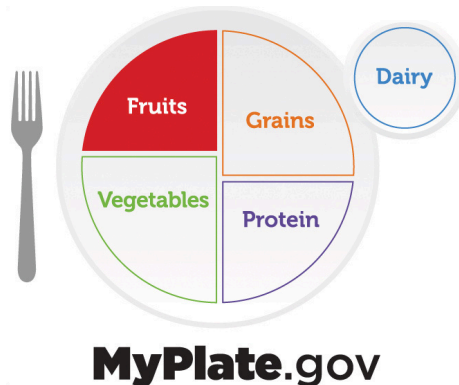 Fruits
Grains
Dairy
Vegetables
Protein
MyPlate.gov